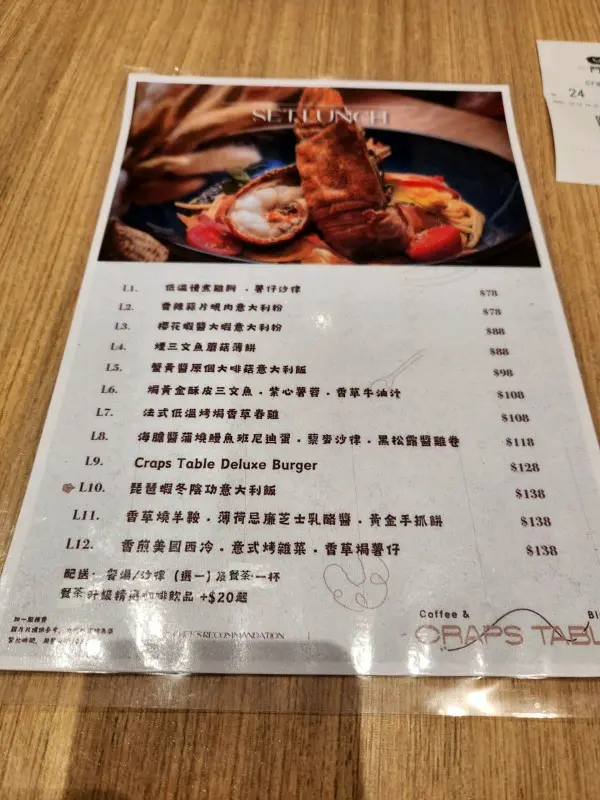 SET LUNCH
24
L1. 低溫慢煮雞胸．薯仔沙律 $78
L2. 香辣蒜片蜆肉意大利粉 $78
L3. 櫻花蝦醬大蝦意大利粉 $88
L4. 煙三文魚蘑菇薄餅 $88
L5. 蟹黃醬原個大啡菇意大利飯 $98
L6. 焗黃金酥皮三文魚．紫心薯蓉．香草牛油汁 $108
L7. 法式低溫烤焗香草春雞 $108
L8. 海膽醬蒲燒鰻魚班尼迪蛋．藜麥沙律．黑松露醬雞卷 $118
L9. Craps Table Deluxe Burger $128
L10. 琵琶蝦冬陰功意大利飯 $138
L11. 香草燒羊鞍．薄荷忌廉芝士乳酪醬．黃金手抓餅 $138
L12. 香煎美國西冷．意式烤雜菜．香草焗薯仔 $138
配送：餐湯/沙律 (選一) 及餐茶一杯
餐茶升級精選咖啡飲品 +$20起
加一服務費
CHEF'S RECOMMANDATION
Coffee &
CRAPS TABL